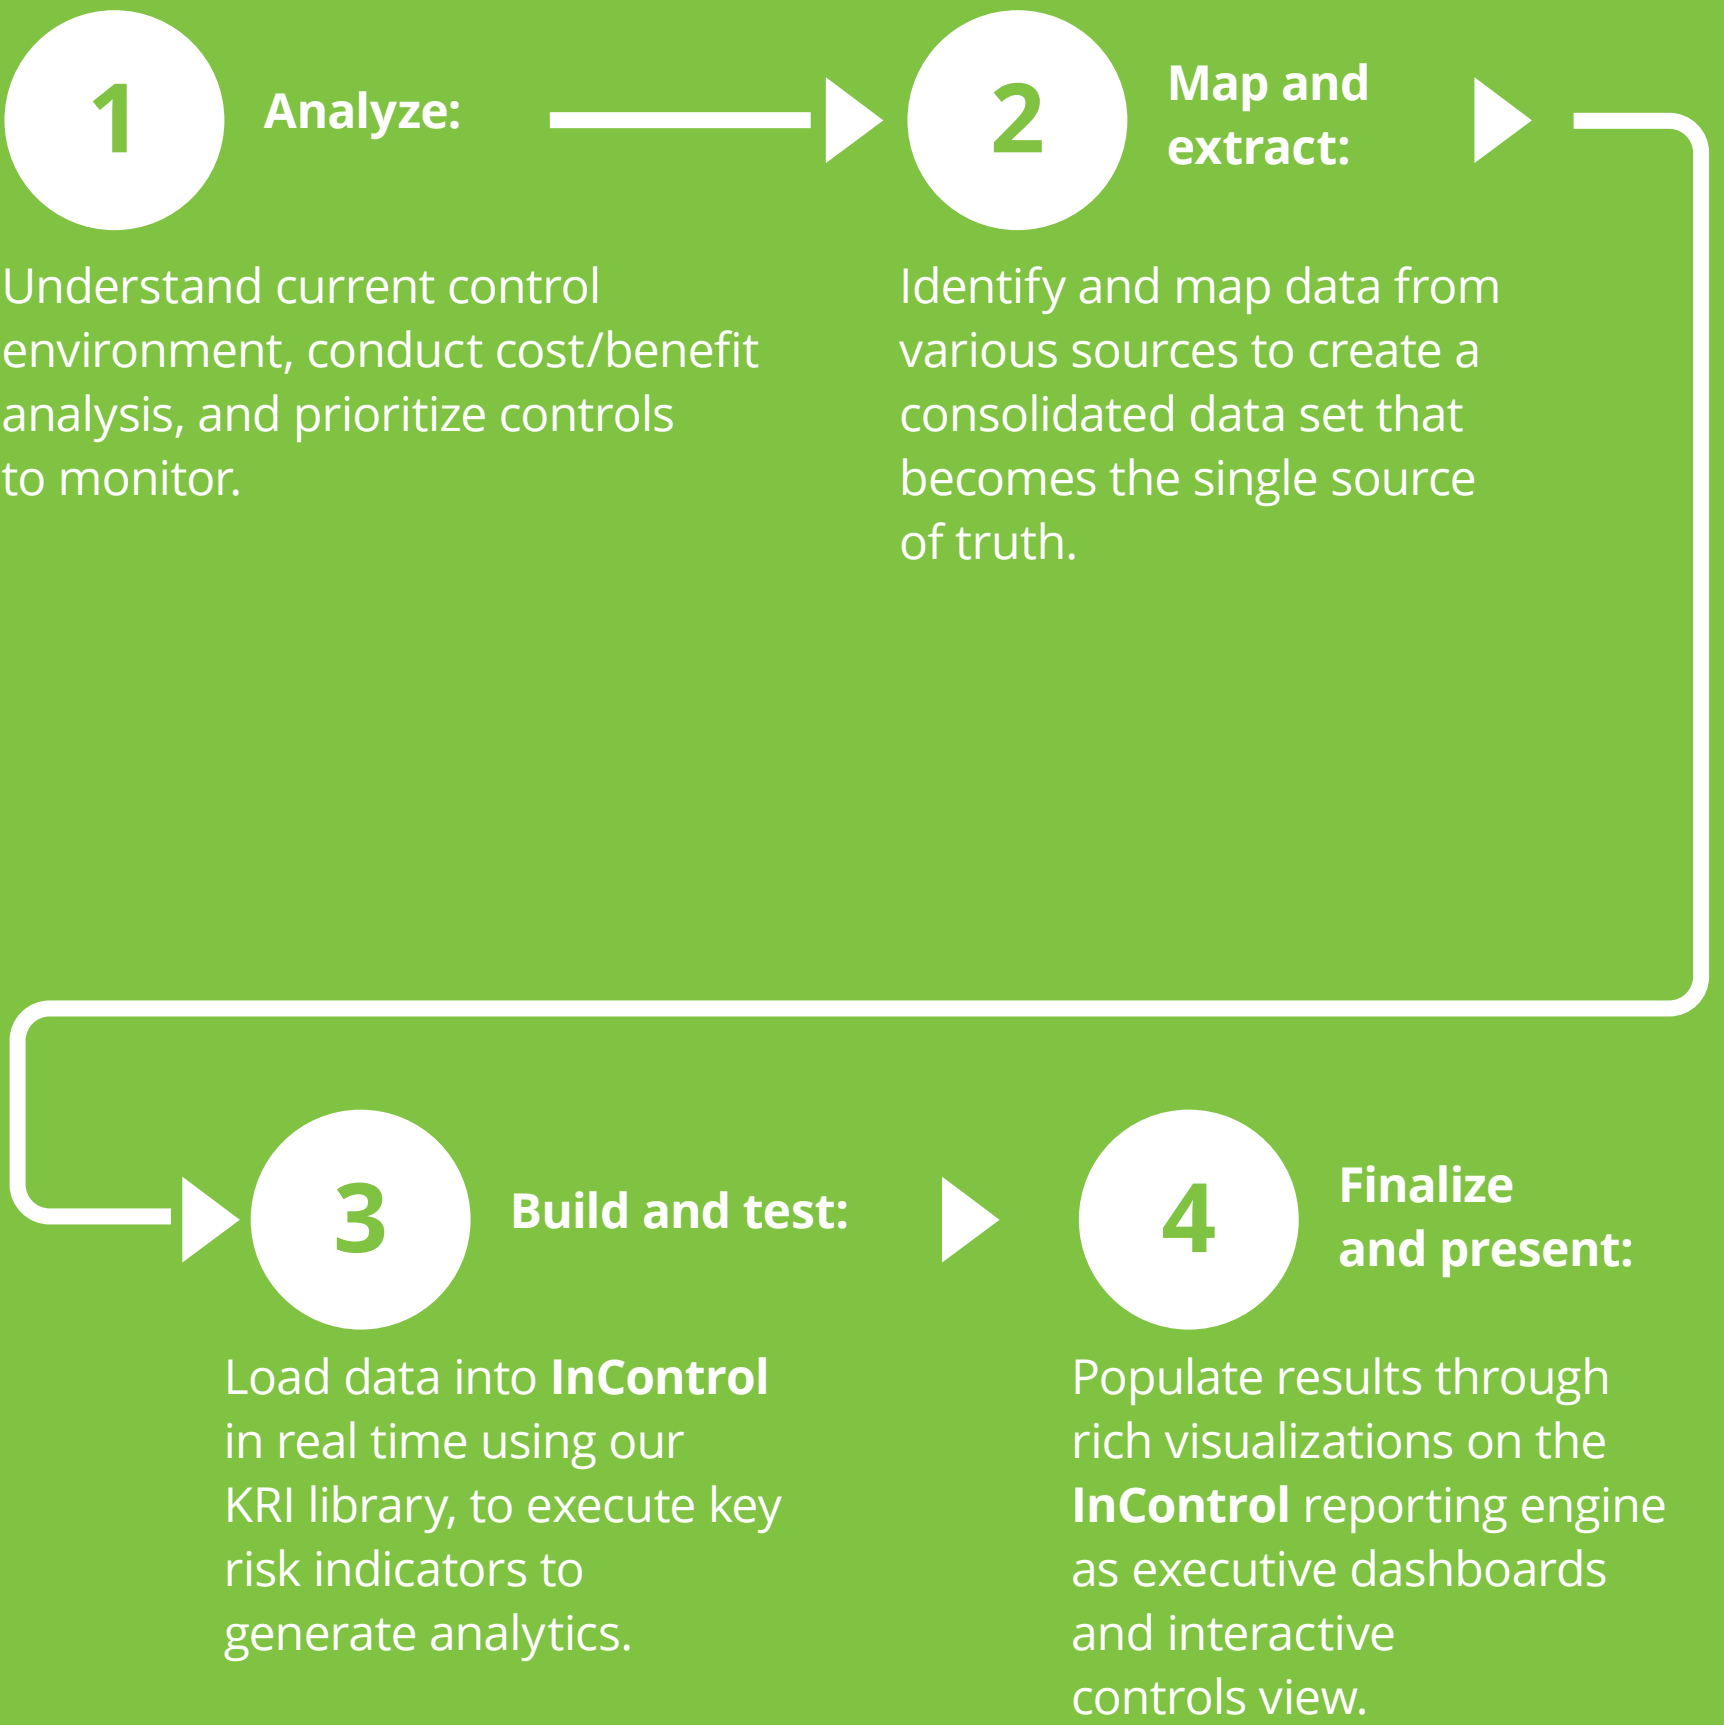 1
Analyze:
Understand current control
environment, conduct cost/benefit
analysis, and prioritize controls
to monitor.
2
Map and
extract:
Identify and map data from
various sources to create a
consolidated data set that
becomes the single source
of truth.
3
Build and test:
Load data into InControl
in real time using our
KRI library, to execute key
risk indicators to
generate analytics.
4
Finalize
and present:
Populate results through
rich visualizations on the
InControl reporting engine
as executive dashboards
and interactive
controls view.